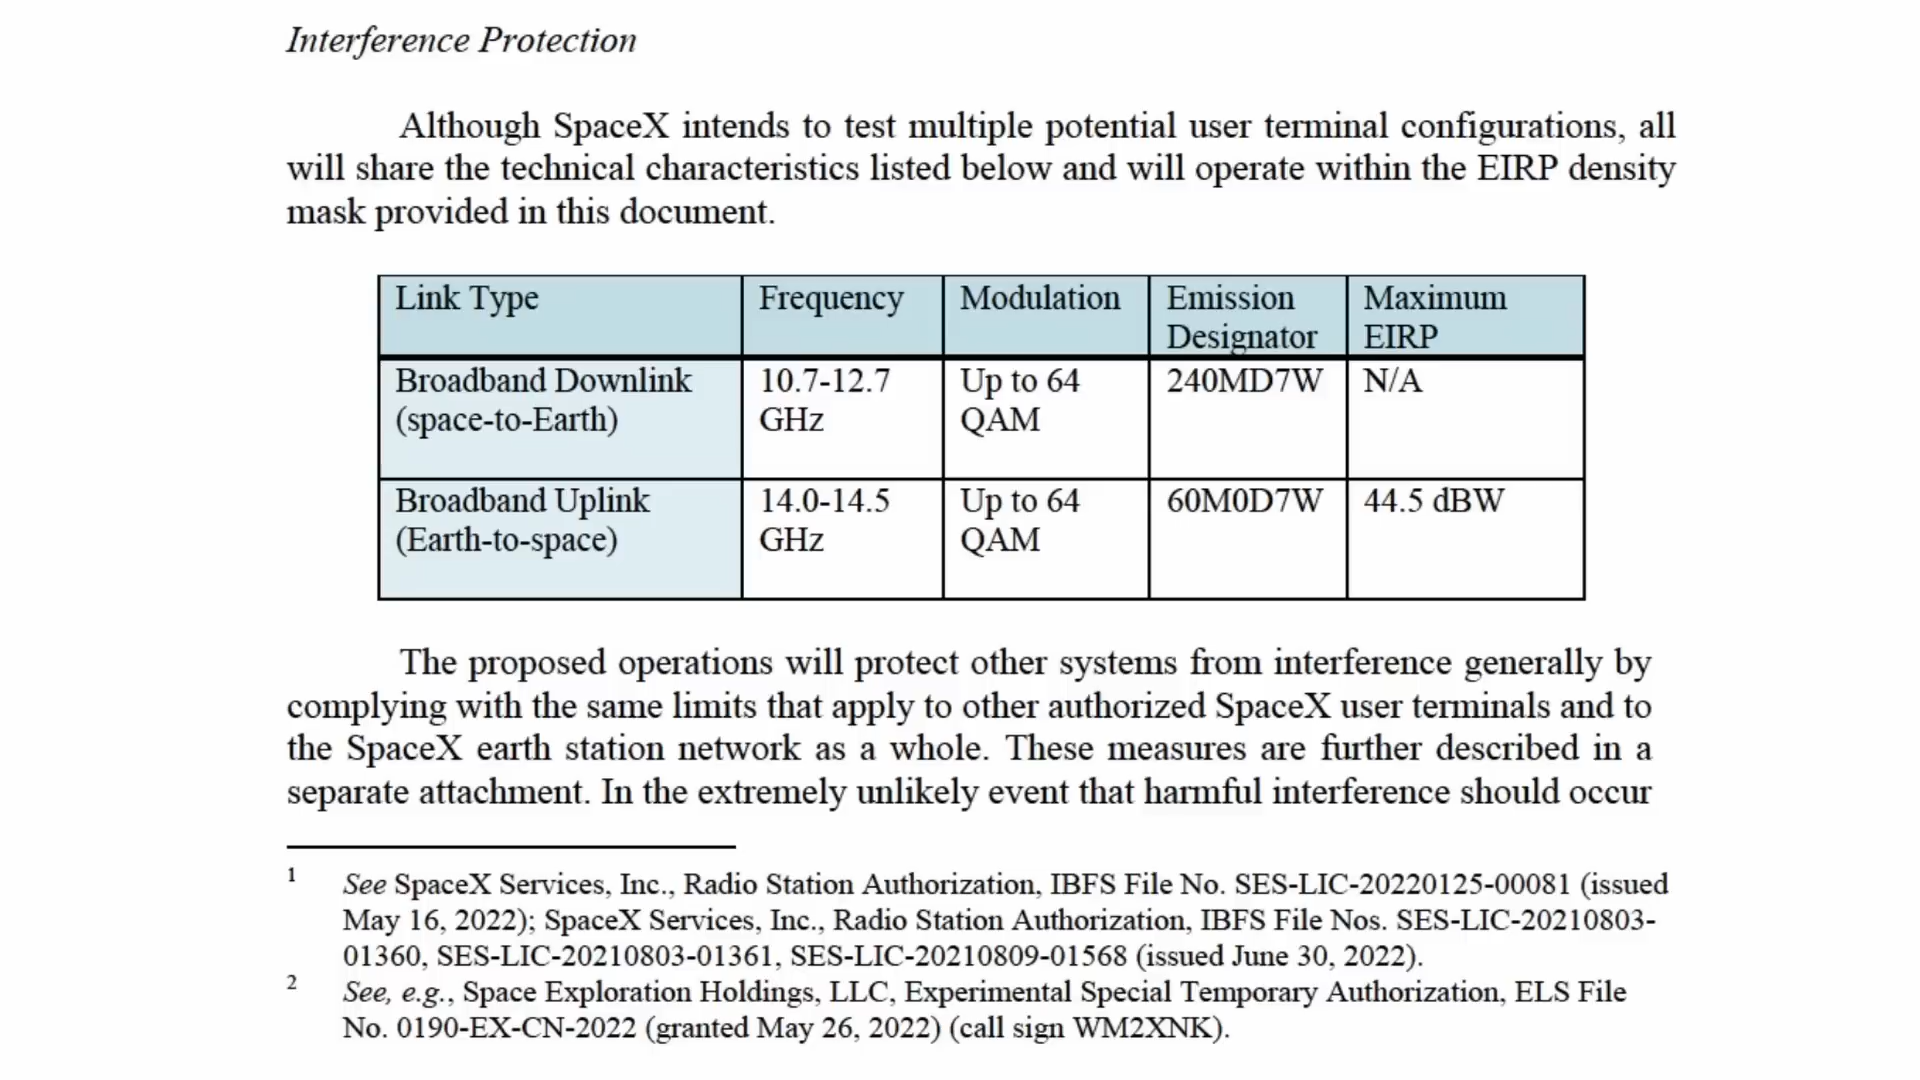 Interference Protection
Although SpaceX intends to test multiple potential user terminal configurations, all
will share the technical characteristics listed below and will operate within the EIRP density
mask provided in this document.
Link Type
Frequency
Modulation
Emission
Designator
Maximum
EIRP
Broadband Downlink
(space-to-Earth)
10.7-12.7
GHz
Up to 64
QAM
240MD7W
N/A
Broadband Uplink
(Earth-to-space)
14.0-14.5
GHz
Up to 64
QAM
60M0D7W
44.5 dBW
The proposed operations will protect other systems from interference generally by
complying with the same limits that apply to other authorized SpaceX user terminals and to
the SpaceX earth station network as a whole. These measures are further described in a
separate attachment. In the extremely unlikely event that harmful interference should occur
1 See SpaceX Services, Inc., Radio Station Authorization, IBFS File No. SES-LIC-20220125-00081 (issued
May 16, 2022); SpaceX Services, Inc., Radio Station Authorization, IBFS File Nos. SES-LIC-20210803-
01360, SES-LIC-20210803-01361, SES-LIC-20210809-01568 (issued June 30, 2022).
2 See, e.g., Space Exploration Holdings, LLC, Experimental Special Temporary Authorization, ELS File
No. 0190-EX-CN-2022 (granted May 26, 2022) (call sign WM2XNK).